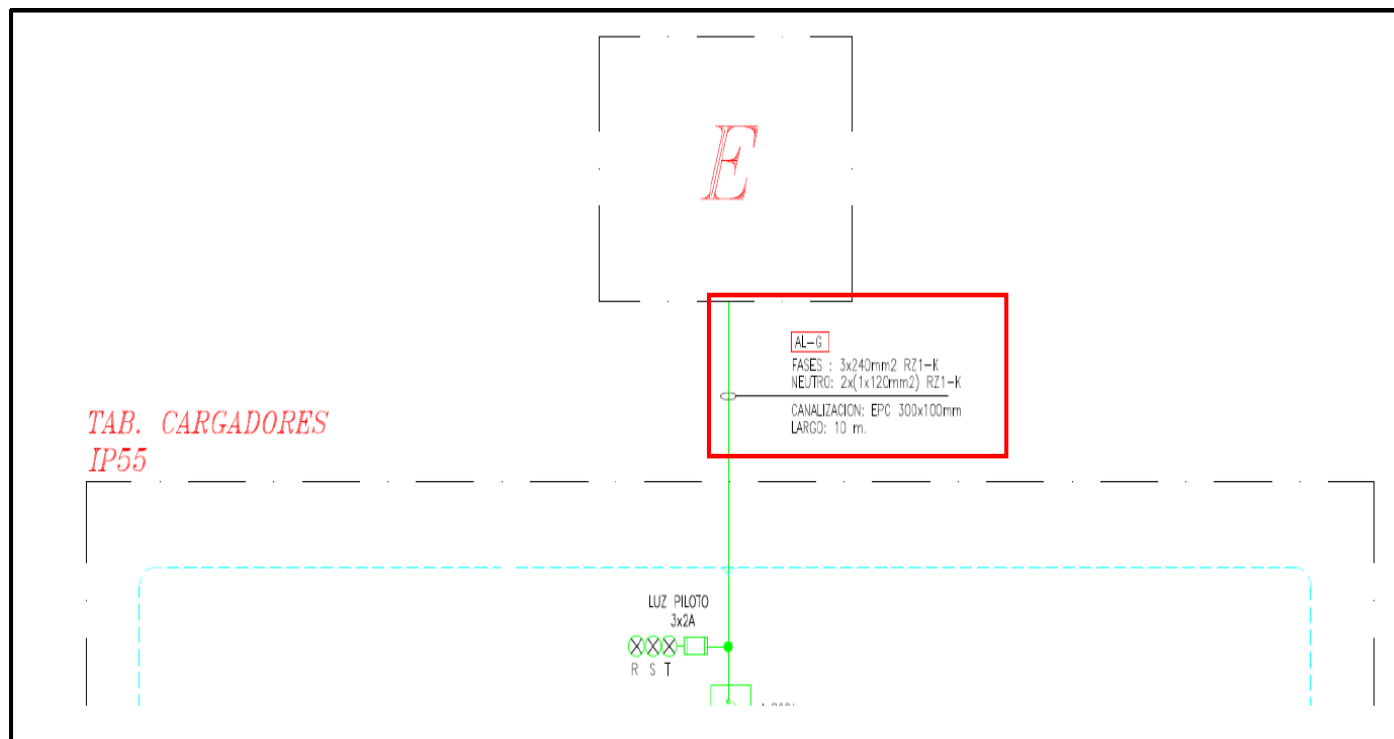 E
AL-G
FASES : 3x240mm2 RZ1-K
NEUTRO: 2x(1x120mm2) RZ1-K
CANALIZACION: EPC 300x100mm
LARGO: 10 m.
TAB. CARGADORES
IP55
LUZ PILOTO
3x2A
R S T